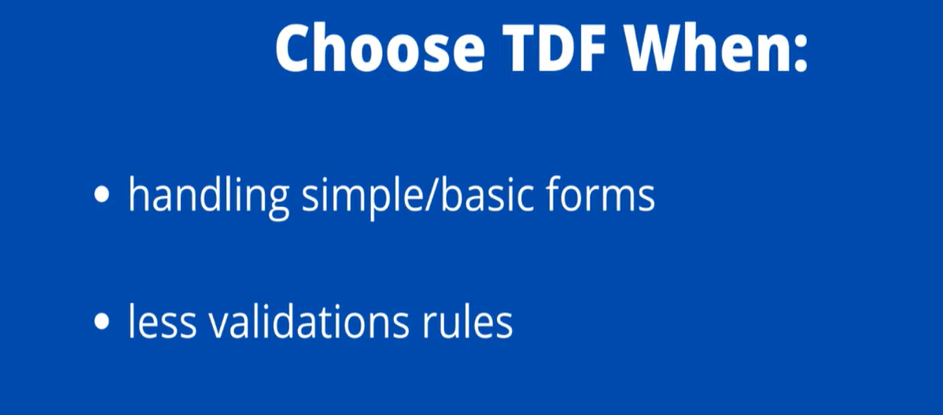 Choose TDF When:
• handling simple/basic forms
• less validations rules